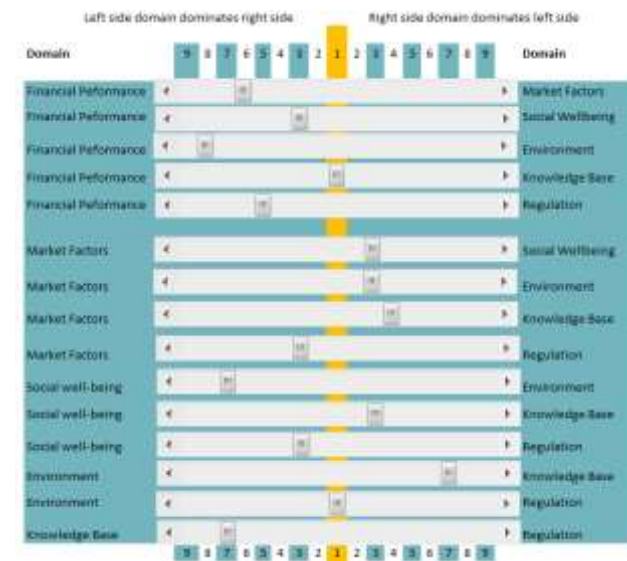 Left side domain dominates right side Right side domain dominates left side
Domain 9 8 7 6 5 4 3 2 1 2 3 4 5 6 7 8 9 Domain
Financial Peformance Market Factors
Financial Peformance Social Wellbeing
Financial Peformance Environment
Financial Peformance Knowledge Base
Financial Peformance Regulation
Market Factors Social Wellbeing
Market Factors Environment
Market Factors Knowledge Base
Market Factors Regulation
Social well-being Environment
Social well-being Knowledge Base
Social well-being Regulation
Environment Knowledge Base
Environment Regulation
Knowledge Base Regulation
9 8 7 6 5 4 3 2 1 2 3 4 5 6 7 8 9